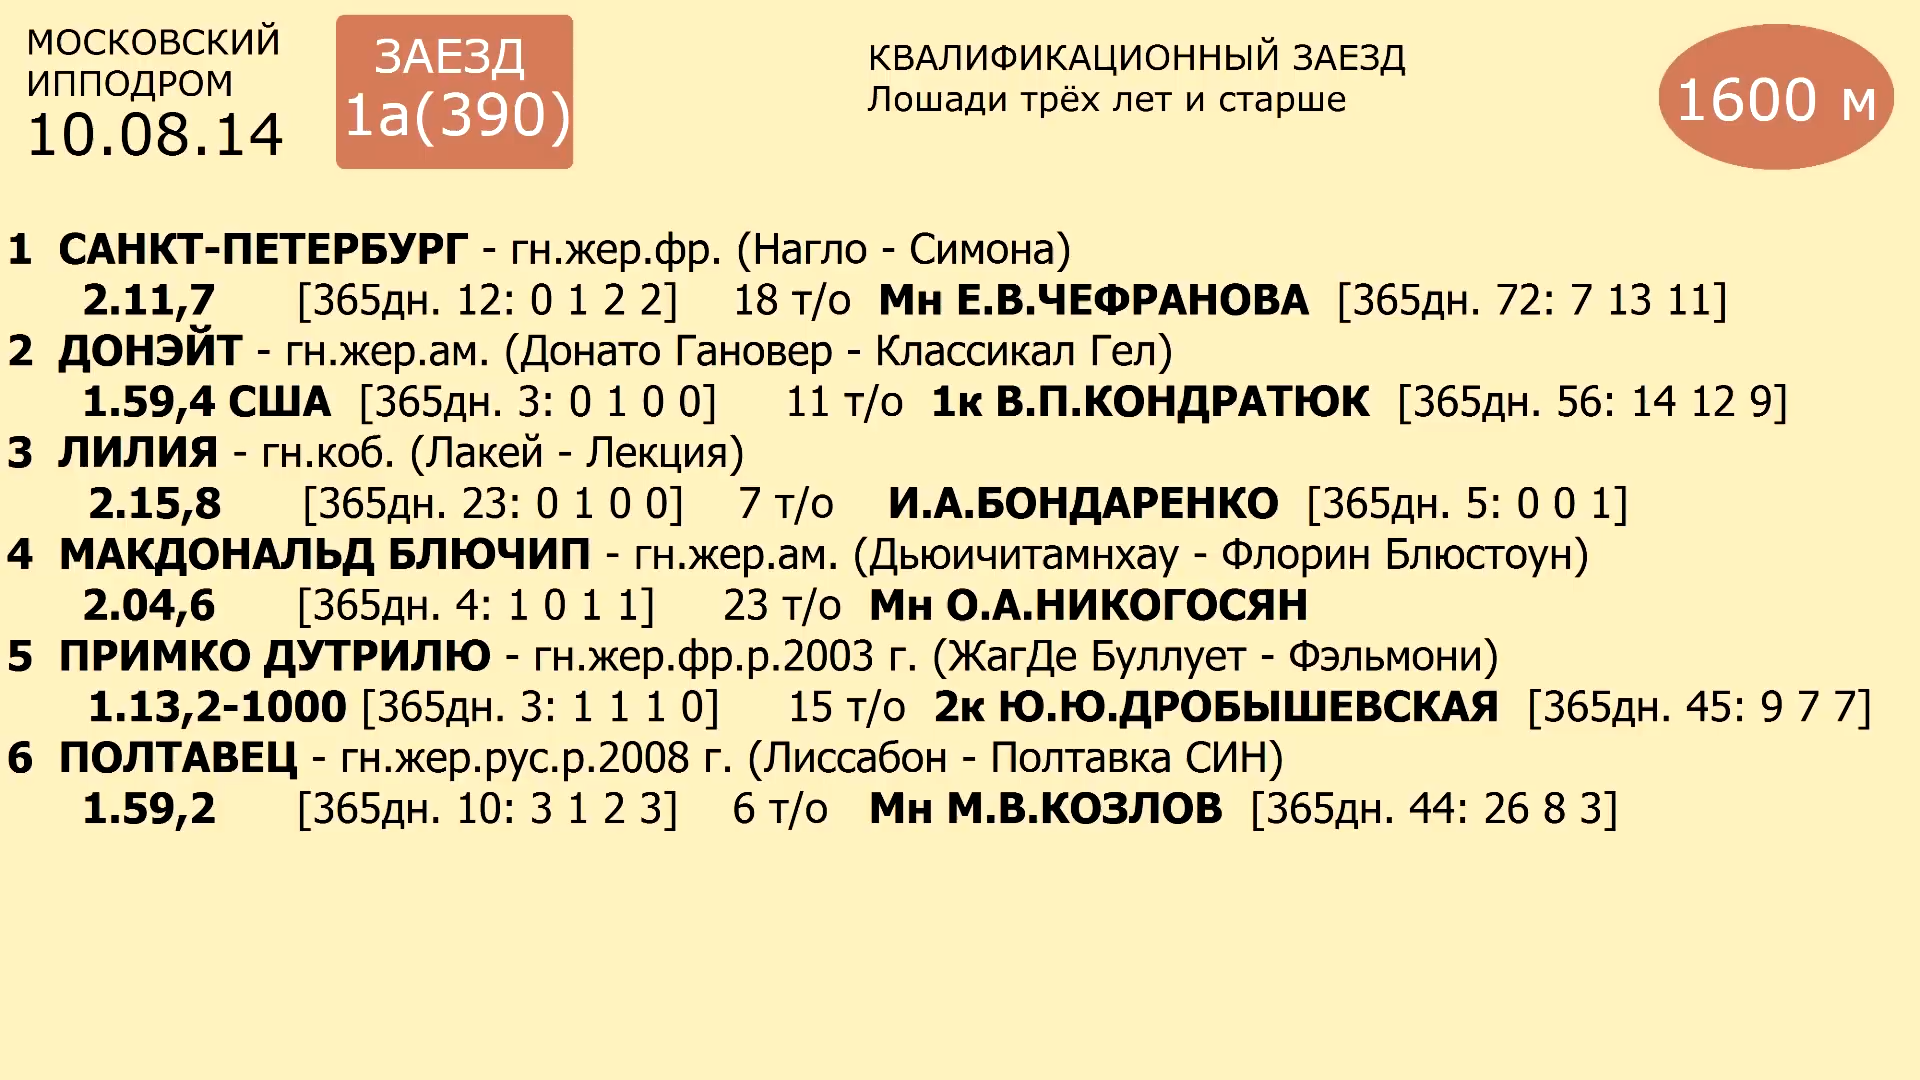 МОСКОВСКИЙ
ИППОДРОМ
10.08.14
ЗАЕЗД
1а(390)
КВАЛИФИКАЦИОННЫЙ ЗАЕЗД
Лошади трёх лет и старше
1600 м
1 САНКТ-ПЕТЕРБУРГ - гн.жер.фр. (Нагло - Симона)
2.11,7 [365дн. 12: 0 1 2 2] 18 т/о Мн Е.В.ЧЕФРАНОВА [365дн. 72: 7 13 11]
2 ДОНЭЙТ - гн.жер.ам. (Донато Гановер - Классикал Гел)
1.59,4 США [365дн. 3: 0 1 0 0] 11 т/о 1к В.П.КОНДРАТЮК [365дн. 56: 14 12 9]
3 ЛИЛИЯ - гн.коб. (Лакей - Лекция)
2.15,8 [365дн. 23: 0 1 0 0] 7 т/о И.А.БОНДАРЕНКО [365дн. 5: 0 0 1]
4 МАКДОНАЛЬД БЛЮЧИП - гн.жер.ам. (Дьюичитамнхау - Флорин Блюстоун)
2.04,6 [365дн. 4: 1 0 1 1] 23 т/о Мн О.А.НИКОГОСЯН
5 ПРИМКО ДУТРИЛЮ - гн.жер.фр.р.2003 г. (ЖагДе Буллует - Фэльмони)
1.13,2-1000 [365дн. 3: 1 1 1 0] 15 т/о 2к Ю.Ю.ДРОБЫШЕВСКАЯ [365дн. 45: 9 7 7]
6 ПОЛТАВЕЦ - гн.жер.рус.р.2008 г. (Лиссабон - Полтавка СИН)
1.59,2 [365дн. 10: 3 1 2 3] 6 т/о Мн М.В.КОЗЛОВ [365дн. 44: 26 8 3]